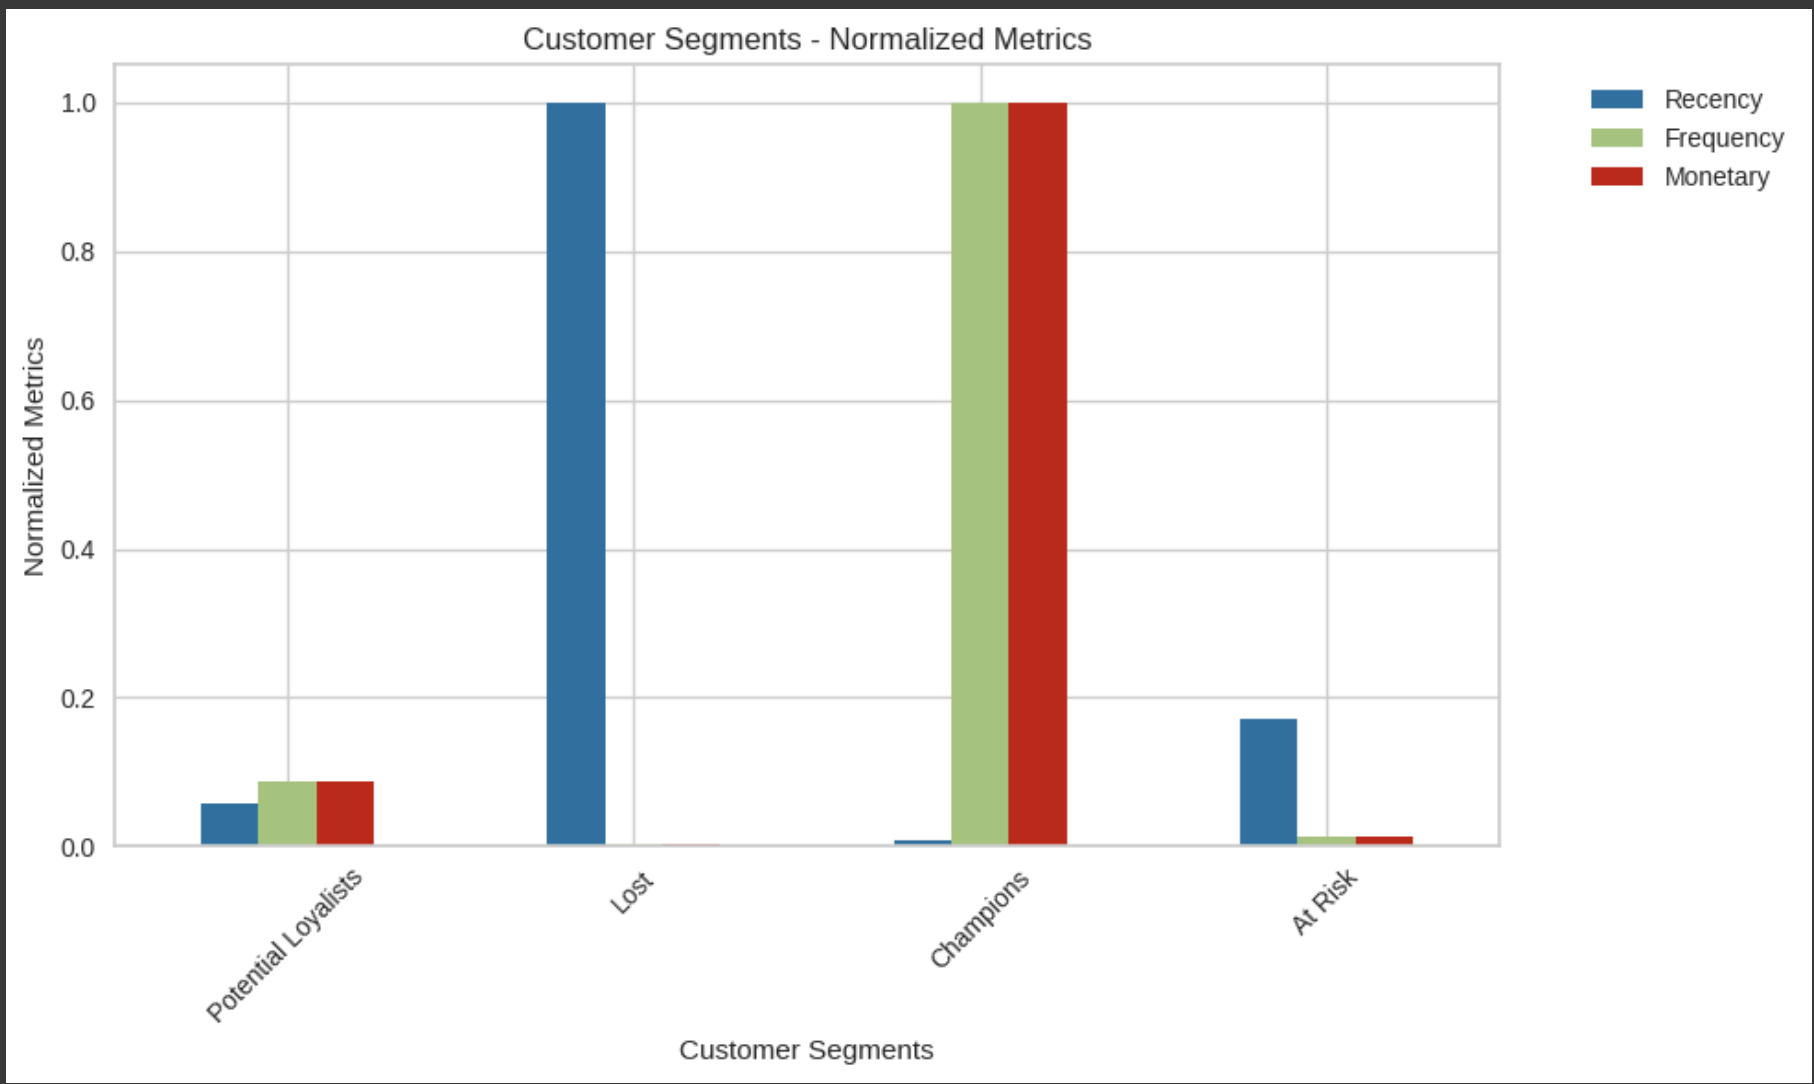 Customer Segments - Normalized Metrics
Recency
Frequency
Monetary
Normalized Metrics
1.0
0.8
0.6
0.4
0.2
0.0
Potential Loyalists
Lost
Champions
At Risk
Customer Segments